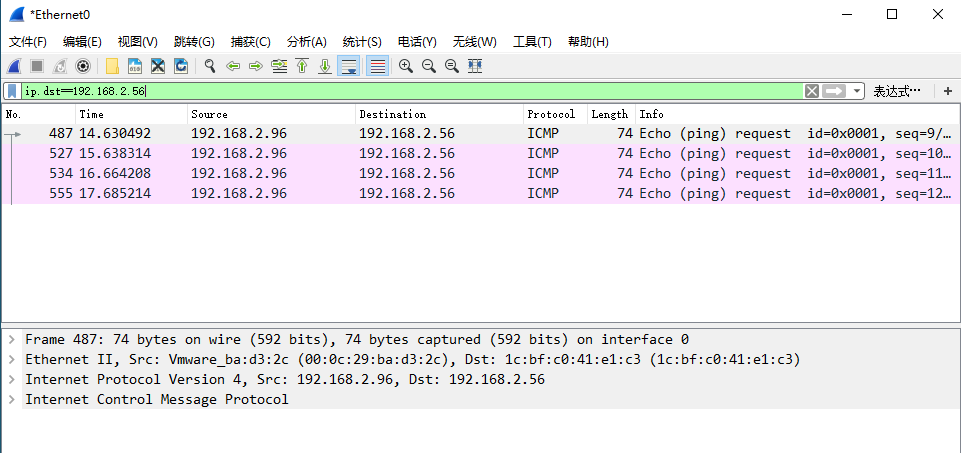 *Ethernet0
文件(F) 编辑(E) 视图(V) 跳转(G) 捕获(C) 分析(A) 统计(S) 电话(Y) 无线(W) 工具(T) 帮助(H)
ip.dst==192.168.2.56 表达式… +
No. Time Source Destination Protocol Length Info
487 14.630492 192.168.2.96 192.168.2.56 ICMP 74 Echo (ping) request id=0x0001, seq=9/…
527 15.638314 192.168.2.96 192.168.2.56 ICMP 74 Echo (ping) request id=0x0001, seq=10…
534 16.664208 192.168.2.96 192.168.2.56 ICMP 74 Echo (ping) request id=0x0001, seq=11…
555 17.685214 192.168.2.96 192.168.2.56 ICMP 74 Echo (ping) request id=0x0001, seq=12…
Frame 487: 74 bytes on wire (592 bits), 74 bytes captured (592 bits) on interface 0
Ethernet II, Src: Vmware_ba:d3:2c (00:0c:29:ba:d3:2c), Dst: 1c:bf:c0:41:e1:c3 (1c:bf:c0:41:e1:c3)
Internet Protocol Version 4, Src: 192.168.2.96, Dst: 192.168.2.56
Internet Control Message Protocol